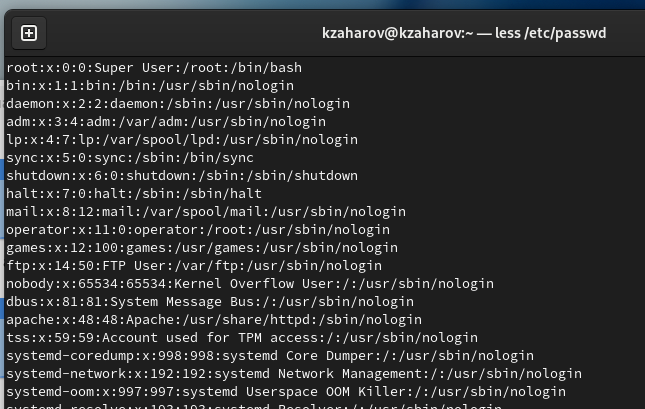 kzaharov@kzaharov:~ — less /etc/passwd
root:x:0:0:Super User:/root:/bin/bash
bin:x:1:1:bin:/bin:/usr/sbin/nologin
daemon:x:2:2:daemon:/sbin:/usr/sbin/nologin
adm:x:3:4:adm:/var/adm:/usr/sbin/nologin
lp:x:4:7:lp:/var/spool/lpd:/usr/sbin/nologin
sync:x:5:0:sync:/sbin:/bin/sync
shutdown:x:6:0:shutdown:/sbin:/sbin/shutdown
halt:x:7:0:halt:/sbin:/sbin/halt
mail:x:8:12:mail:/var/spool/mail:/usr/sbin/nologin
operator:x:11:0:operator:/root:/usr/sbin/nologin
games:x:12:100:games:/usr/games:/usr/sbin/nologin
ftp:x:14:50:FTP User:/var/ftp:/usr/sbin/nologin
nobody:x:65534:65534:Kernel Overflow User:/:/usr/sbin/nologin
dbus:x:81:81:System Message Bus:/:/usr/sbin/nologin
apache:x:48:48:Apache:/usr/share/httpd:/sbin/nologin
tss:x:59:59:Account used for TPM access:/:/usr/sbin/nologin
systemd-coredump:x:998:998:systemd Core Dumper:/:/usr/sbin/nologin
systemd-network:x:192:192:systemd Network Management:/:/usr/sbin/nologin
systemd-oom:x:997:997:systemd Userspace OOM Killer:/:/usr/sbin/nologin
systemd-resolve:x:193:193:systemd Resolver:/:/usr/sbin/nologin